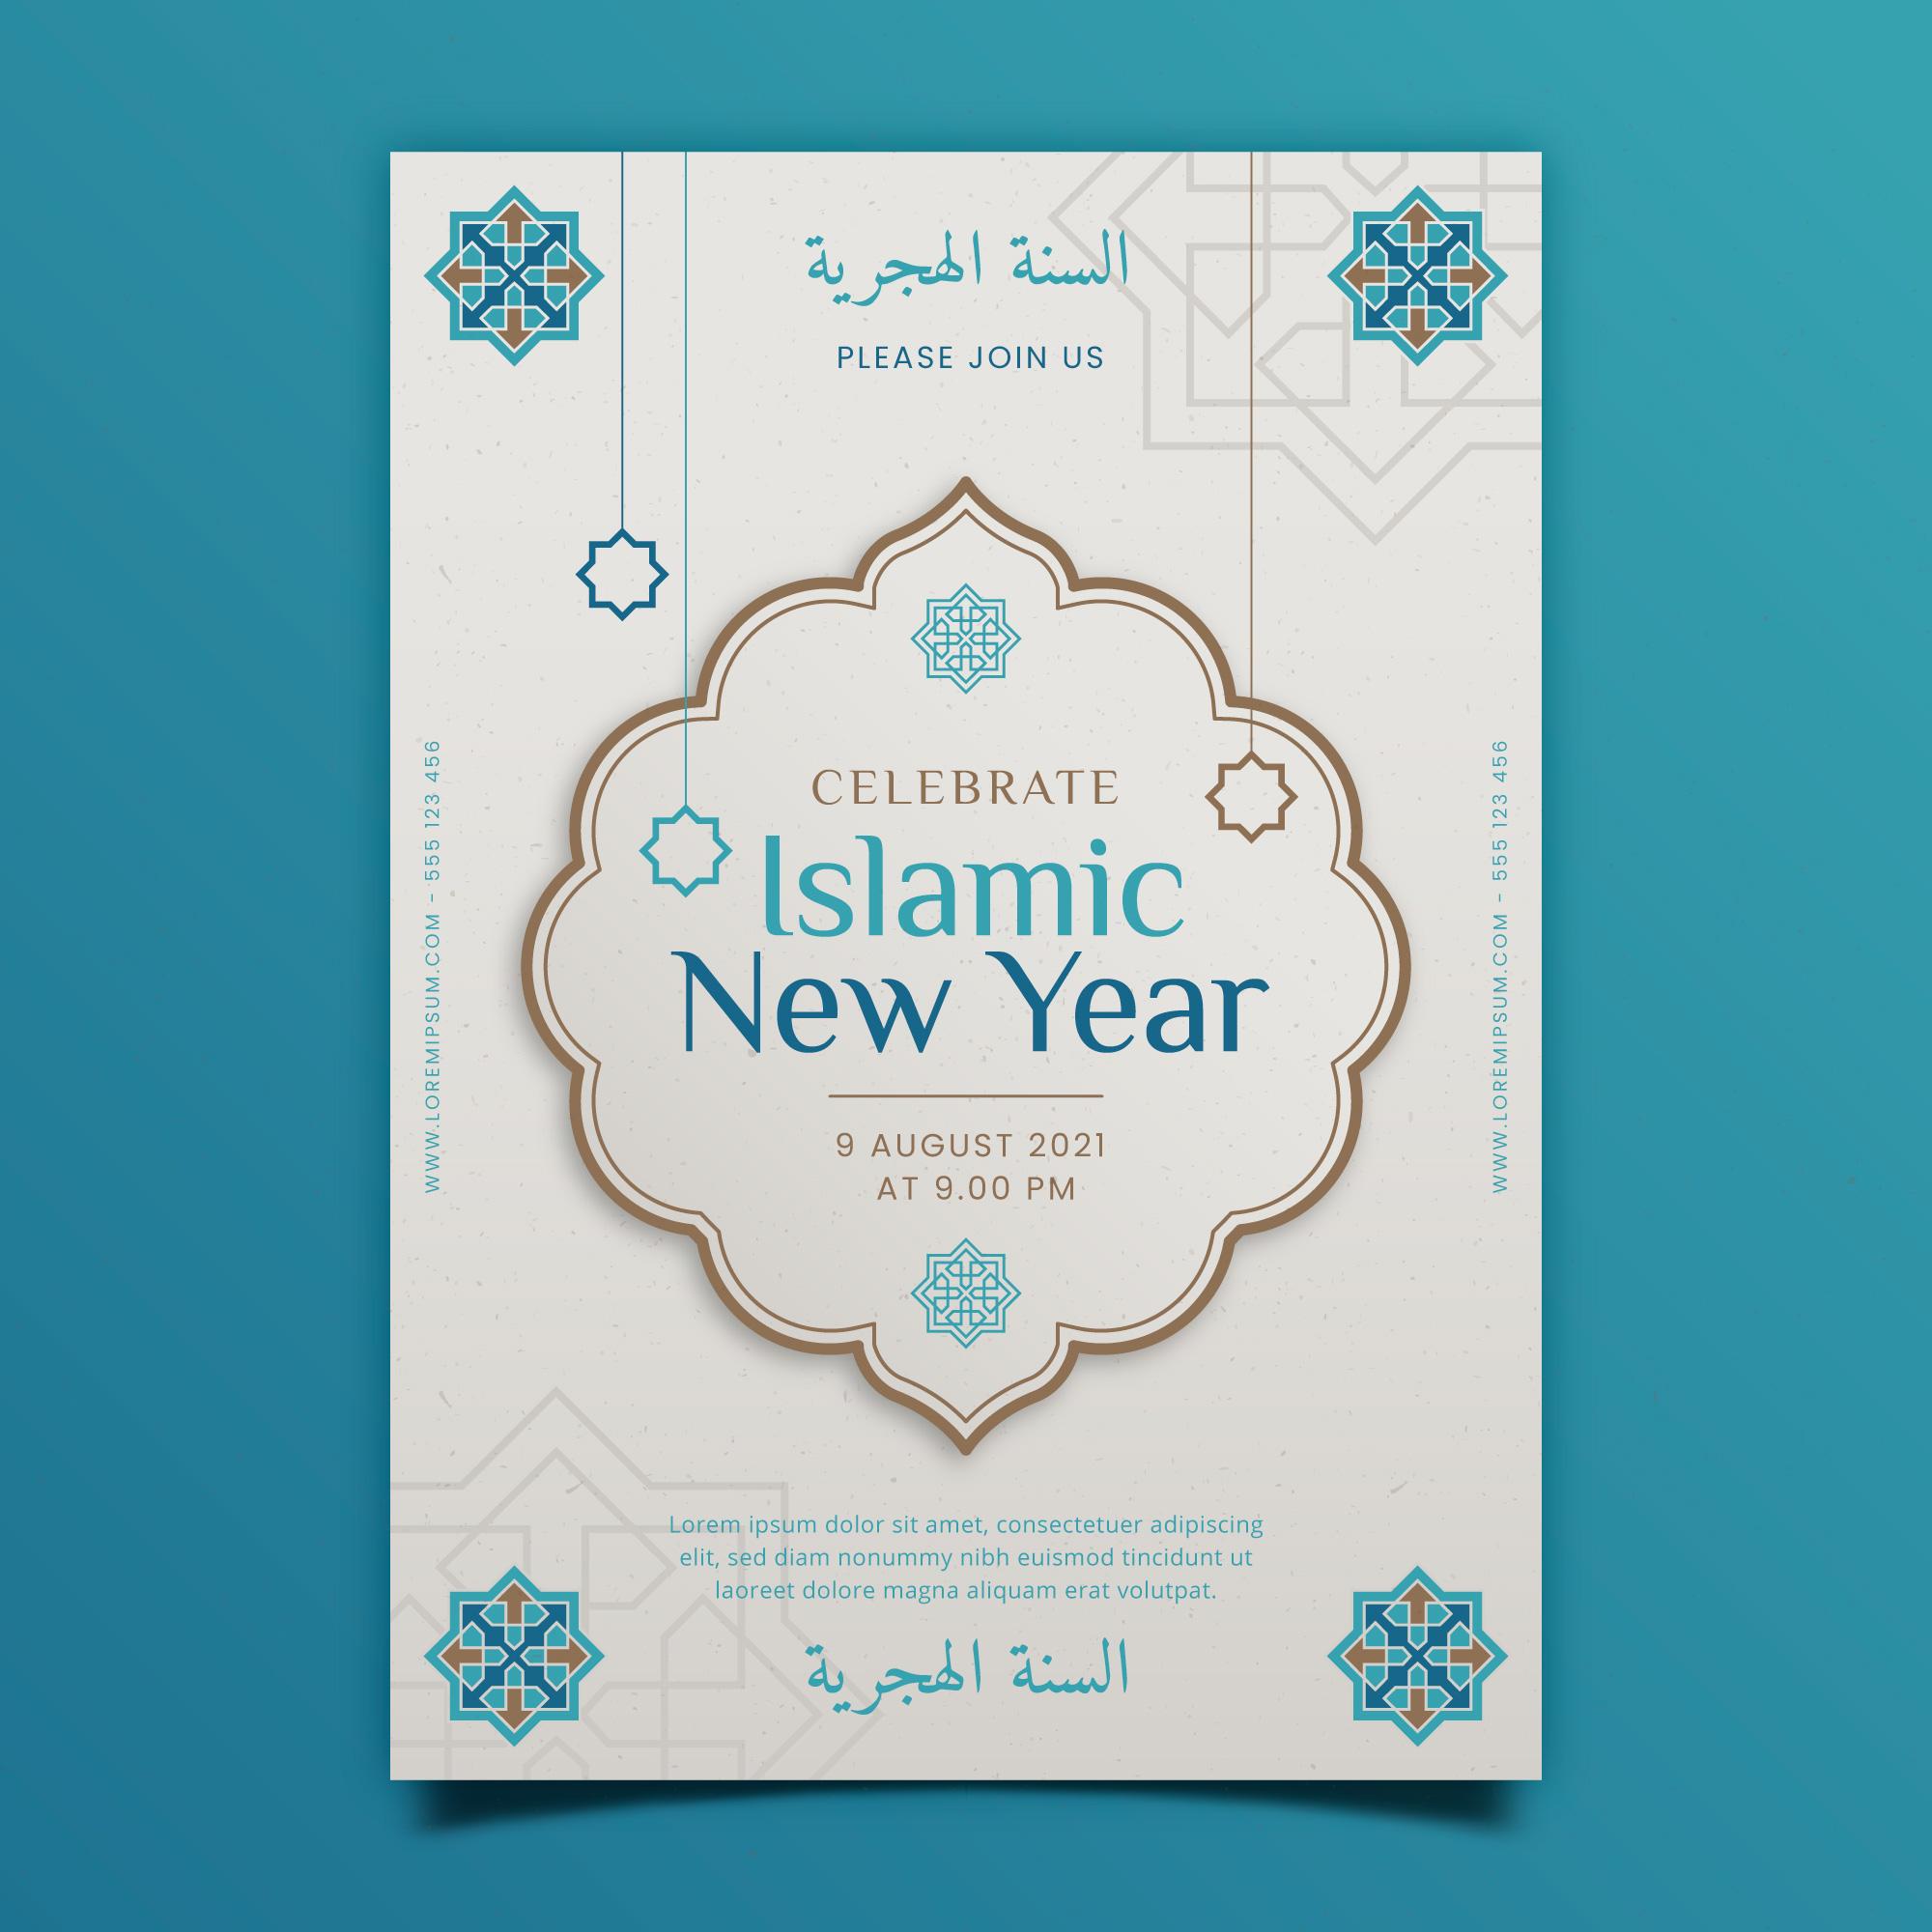 السنة الهجرية
PLEASE JOIN US
CELEBRATE
Islamic
New Year
9 AUGUST 2021
AT 9.00 PM
WWW.LOREMIPSUM.COM - 555 123 456
WWW.LOREMIPSUM.COM - 555 123 456
Lorem ipsum dolor sit amet, consectetuer adipiscing
elit, sed diam nonummy nibh euismod tincidunt ut
laoreet dolore magna aliquam erat volutpat.
السنة الهجرية